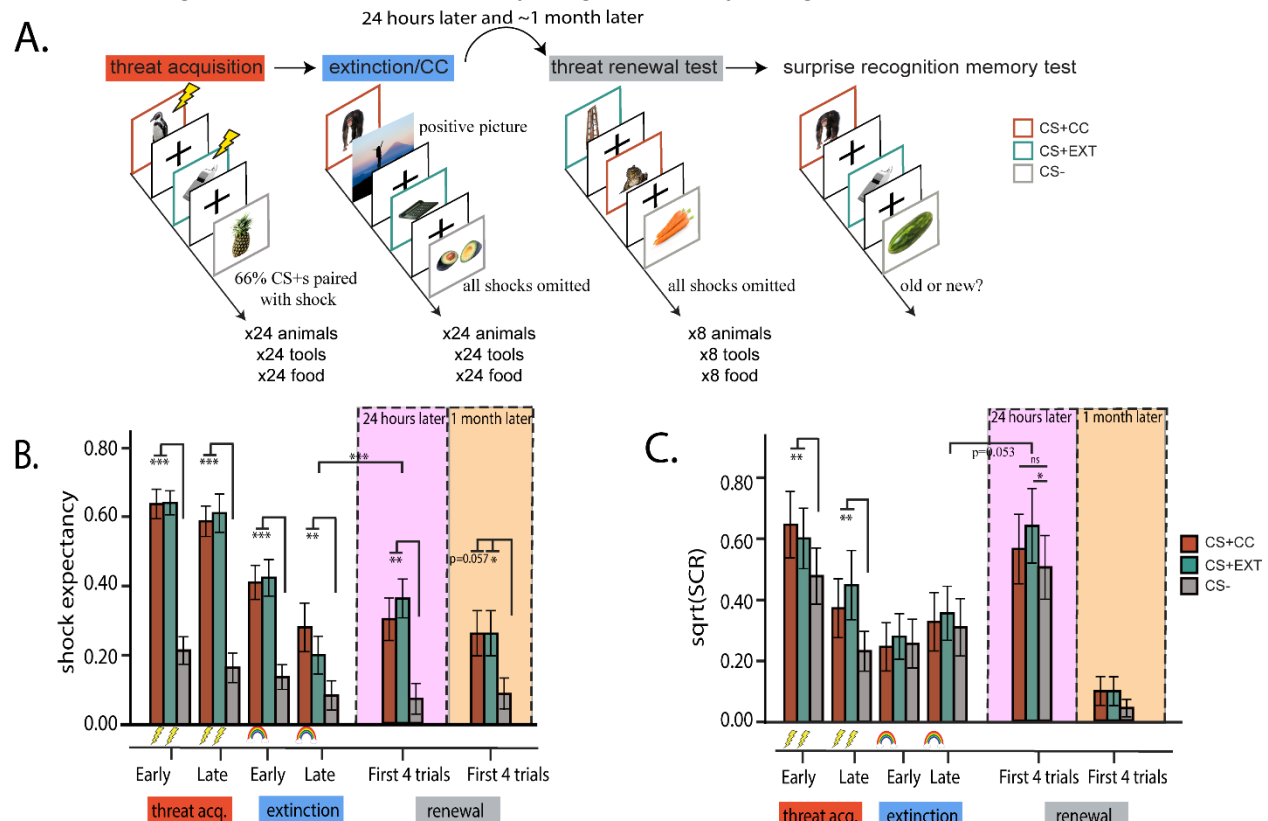 24 hours later and ~1 month later
A.
threat acquisition
extinction/CC
threat renewal test
surprise recognition memory test
positive picture
CS+CC
CS+EXT
CS-
66% CS+s paired
with shock
all shocks omitted
all shocks omitted
old or new?
x24 animals
x24 tools
x24 food
x24 animals
x24 tools
x24 food
x8 animals
x8 tools
x8 food
B.
shock expectancy
0.80
0.60
0.40
0.20
0.00
24 hours later
1 month later
***
***
***
**
***
**
p=0.057
*
Early
Late
Early
Late
First 4 trials
First 4 trials
threat acq.
extinction
renewal
C.
sqrt(SCR)
0.80
0.60
0.40
0.20
0.00
24 hours later
1 month later
**
**
p=0.053
ns
*
CS+CC
CS+EXT
CS-
Early
Late
Early
Late
First 4 trials
First 4 trials
threat acq.
extinction
renewal